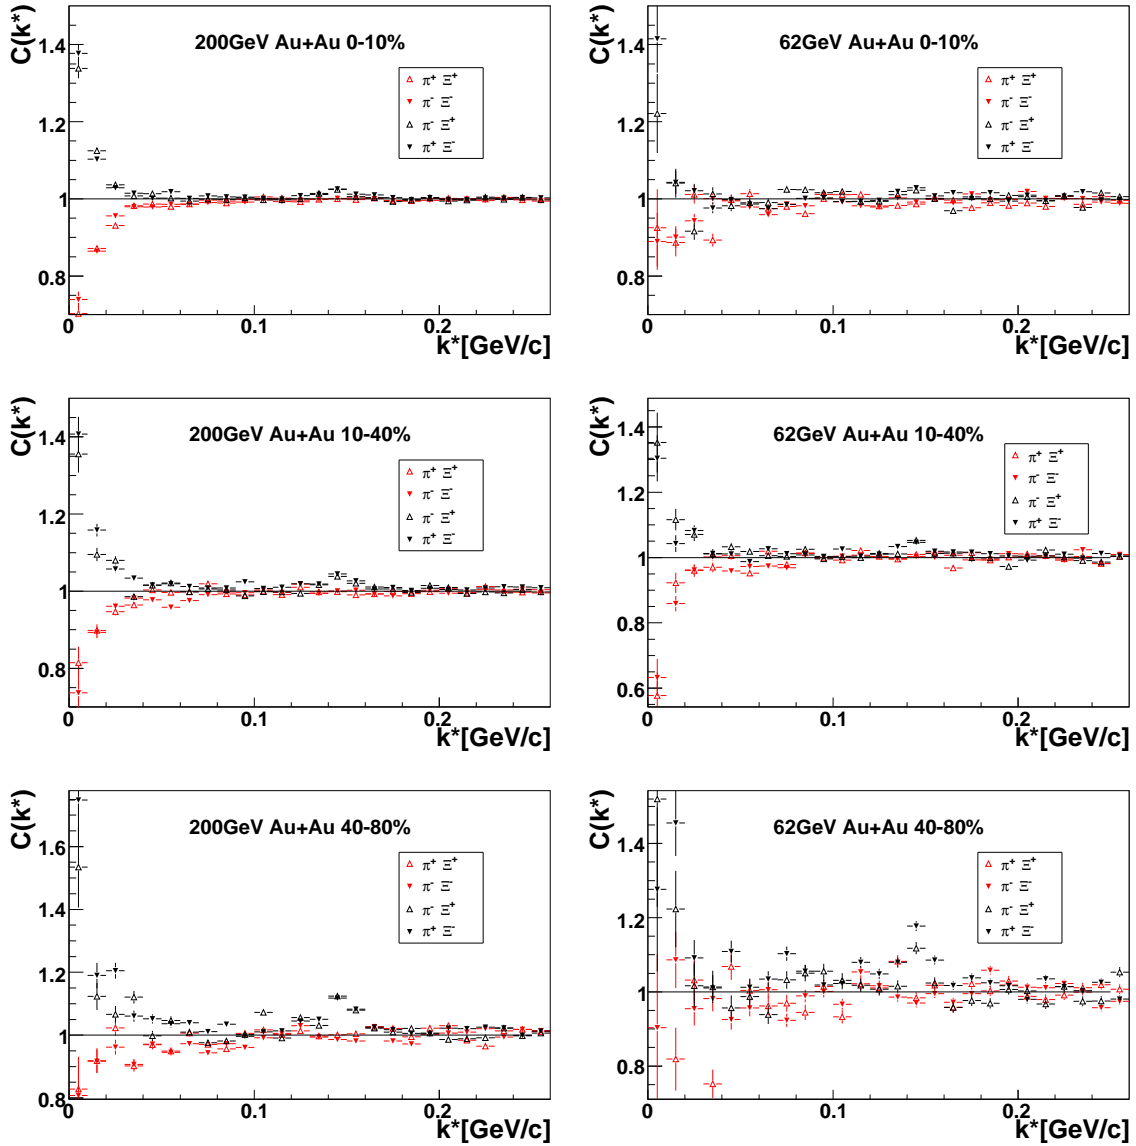 C(k*)
200GeV Au+Au 0-10%
1.4
1.2
1
0.8
π⁺ Ξ⁺
π⁻ Ξ⁻
π⁻ Ξ⁺
π⁺ Ξ⁻
0
0.1
0.2
k*[GeV/c]
C(k*)
62GeV Au+Au 0-10%
1.4
1.2
1
0.8
π⁺ Ξ⁺
π⁻ Ξ⁻
π⁻ Ξ⁺
π⁺ Ξ⁻
0
0.1
0.2
k*[GeV/c]
C(k*)
200GeV Au+Au 10-40%
1.4
1.2
1
0.8
π⁺ Ξ⁺
π⁻ Ξ⁻
π⁻ Ξ⁺
π⁺ Ξ⁻
0
0.1
0.2
k*[GeV/c]
C(k*)
62GeV Au+Au 10-40%
1.4
1.2
1
0.8
0.6
π⁺ Ξ⁺
π⁻ Ξ⁻
π⁻ Ξ⁺
π⁺ Ξ⁻
0
0.1
0.2
k*[GeV/c]
C(k*)
200GeV Au+Au 40-80%
1.6
1.4
1.2
1
0.8
π⁺ Ξ⁺
π⁻ Ξ⁻
π⁻ Ξ⁺
π⁺ Ξ⁻
0
0.1
0.2
k*[GeV/c]
C(k*)
62GeV Au+Au 40-80%
1.4
1.2
1
0.8
π⁺ Ξ⁺
π⁻ Ξ⁻
π⁻ Ξ⁺
π⁺ Ξ⁻
0
0.1
0.2
k*[GeV/c]